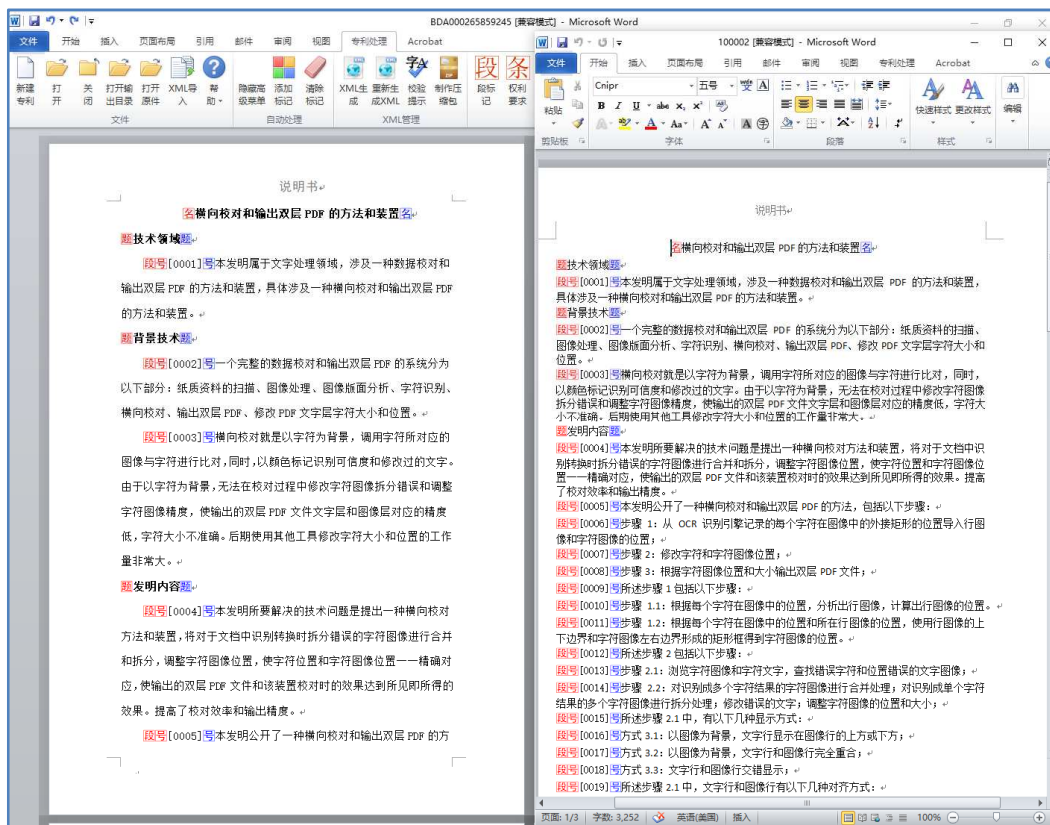 BDA000265859245 [兼容模式] - Microsoft Word
文件 开始 插入 页面布局 引用 邮件 审阅 视图 专利处理 Acrobat
新建专利 打开 关闭 打开输出目录 打开原件 XML导入 帮助 隐藏高级菜单 添加标记 清除标记 XML生成 重新生成XML 校验提示 制作压缩包 段标记 权利要求
文件 自动处理 XML管理
说明书
名横向校对和输出双层 PDF 的方法和装置名
题技术领域题
段号[0001]号本发明属于文字处理领域，涉及一种数据校对和
输出双层 PDF 的方法和装置，具体涉及一种横向校对和输出双层 PDF
的方法和装置。
题背景技术题
段号[0002]号一个完整的数据校对和输出双层 PDF 的系统分为
以下部分：纸质资料的扫描、图像处理、图像版面分析、字符识别、
横向校对、输出双层 PDF、修改 PDF 文字层字符大小和位置。
段号[0003]号横向校对就是以字符为背景，调用字符所对应的
图像与字符进行比对，同时，以颜色标记识别可信度和修改过的文字。
由于以字符为背景，无法在校对过程中修改字符图像拆分错误和调整
字符图像精度，使输出的双层 PDF 文件文字层和图像层对应的精度
低，字符大小不准确。后期使用其他工具修改字符大小和位置的工作
量非常大。
题发明内容题
段号[0004]号本发明所要解决的技术问题是提出一种横向校对
方法和装置，将对于文档中识别转换时拆分错误的字符图像进行合并
和拆分，调整字符图像位置，使字符位置和字符图像位置一一精确对
应，使输出的双层 PDF 文件和该装置校对时的效果达到所见即所得的
效果。提高了校对效率和输出精度。
段号[0005]号本发明公开了一种横向校对和输出双层 PDF 的方
100002 [兼容模式] - Microsoft Word
文件 开始 插入 页面布局 引用 邮件 审阅 视图 专利处理 Acrobat
粘贴 Cnipr 五号 快速样式 更改样式 编辑
剪贴板 字体 段落 样式
说明书
名横向校对和输出双层 PDF 的方法和装置名
题技术领域题
段号[0001]号本发明属于文字处理领域，涉及一种数据校对和输出双层 PDF 的方法和装置，
具体涉及一种横向校对和输出双层 PDF 的方法和装置。
题背景技术题
段号[0002]号一个完整的数据校对和输出双层 PDF 的系统分为以下部分：纸质资料的扫描、
图像处理、图像版面分析、字符识别、横向校对、输出双层 PDF、修改 PDF 文字层字符大小和
位置。
段号[0003]号横向校对就是以字符为背景，调用字符所对应的图像与字符进行比对，同时，
以颜色标记识别可信度和修改过的文字。由于以字符为背景，无法在校对过程中修改字符图像
拆分错误和调整字符图像精度，使输出的双层 PDF 文件文字层和图像层对应的精度低，字符大
小不准确。后期使用其他工具修改字符大小和位置的工作量非常大。
题发明内容题
段号[0004]号本发明所要解决的技术问题是提出一种横向校对方法和装置，将对于文档中识
别转换时拆分错误的字符图像进行合并和拆分，调整字符图像位置，使字符位置和字符图像位
置一一精确对应，使输出的双层 PDF 文件和该装置校对时的效果达到所见即所得的效果。提高
了校对效率和输出精度。
段号[0005]号本发明公开了一种横向校对和输出双层 PDF 的方法，包括以下步骤：
段号[0006]号步骤 1：从 OCR 识别引擎记录的每个字符在图像中的外接矩形的位置导入行图
像和字符图像的位置；
段号[0007]号步骤 2：修改字符和字符图像位置；
段号[0008]号步骤 3：根据字符图像位置和大小输出双层 PDF 文件；
段号[0009]号所述步骤 1 包括以下步骤：
段号[0010]号步骤 1.1：根据每个字符在图像中的位置，分析出行图像，计算出行图像的位置。
段号[0011]号步骤 1.2：根据每个字符在图像中的位置和所在行图像的位置，使用行图像的上
下边界和字符图像左右边界形成的矩形框得到字符图像的位置。
段号[0012]号所述步骤 2 包括以下步骤：
段号[0013]号步骤 2.1：浏览字符图像和字符文字，查找错误字符和位置错误的文字图像；
段号[0014]号步骤 2.2：对识别成多个字符结果的字符图像进行合并处理；对识别成单个字符
结果的多个字符图像进行拆分处理；修改错误的文字；调整字符图像的位置和大小；
段号[0015]号所述步骤 2.1 中，有以下几种显示方式：
段号[0016]号方式 3.1：以图像为背景，文字行显示在图像行的上方或下方；
段号[0017]号方式 3.2：以图像为背景，文字行和图像行完全重合；
段号[0018]号方式 3.3：文字行和图像行交错显示；
段号[0019]号所述步骤 2.1 中，文字行和图像行有以下几种对齐方式：
页面: 1/3 字数: 3,252 英语(美国) 插入 100%